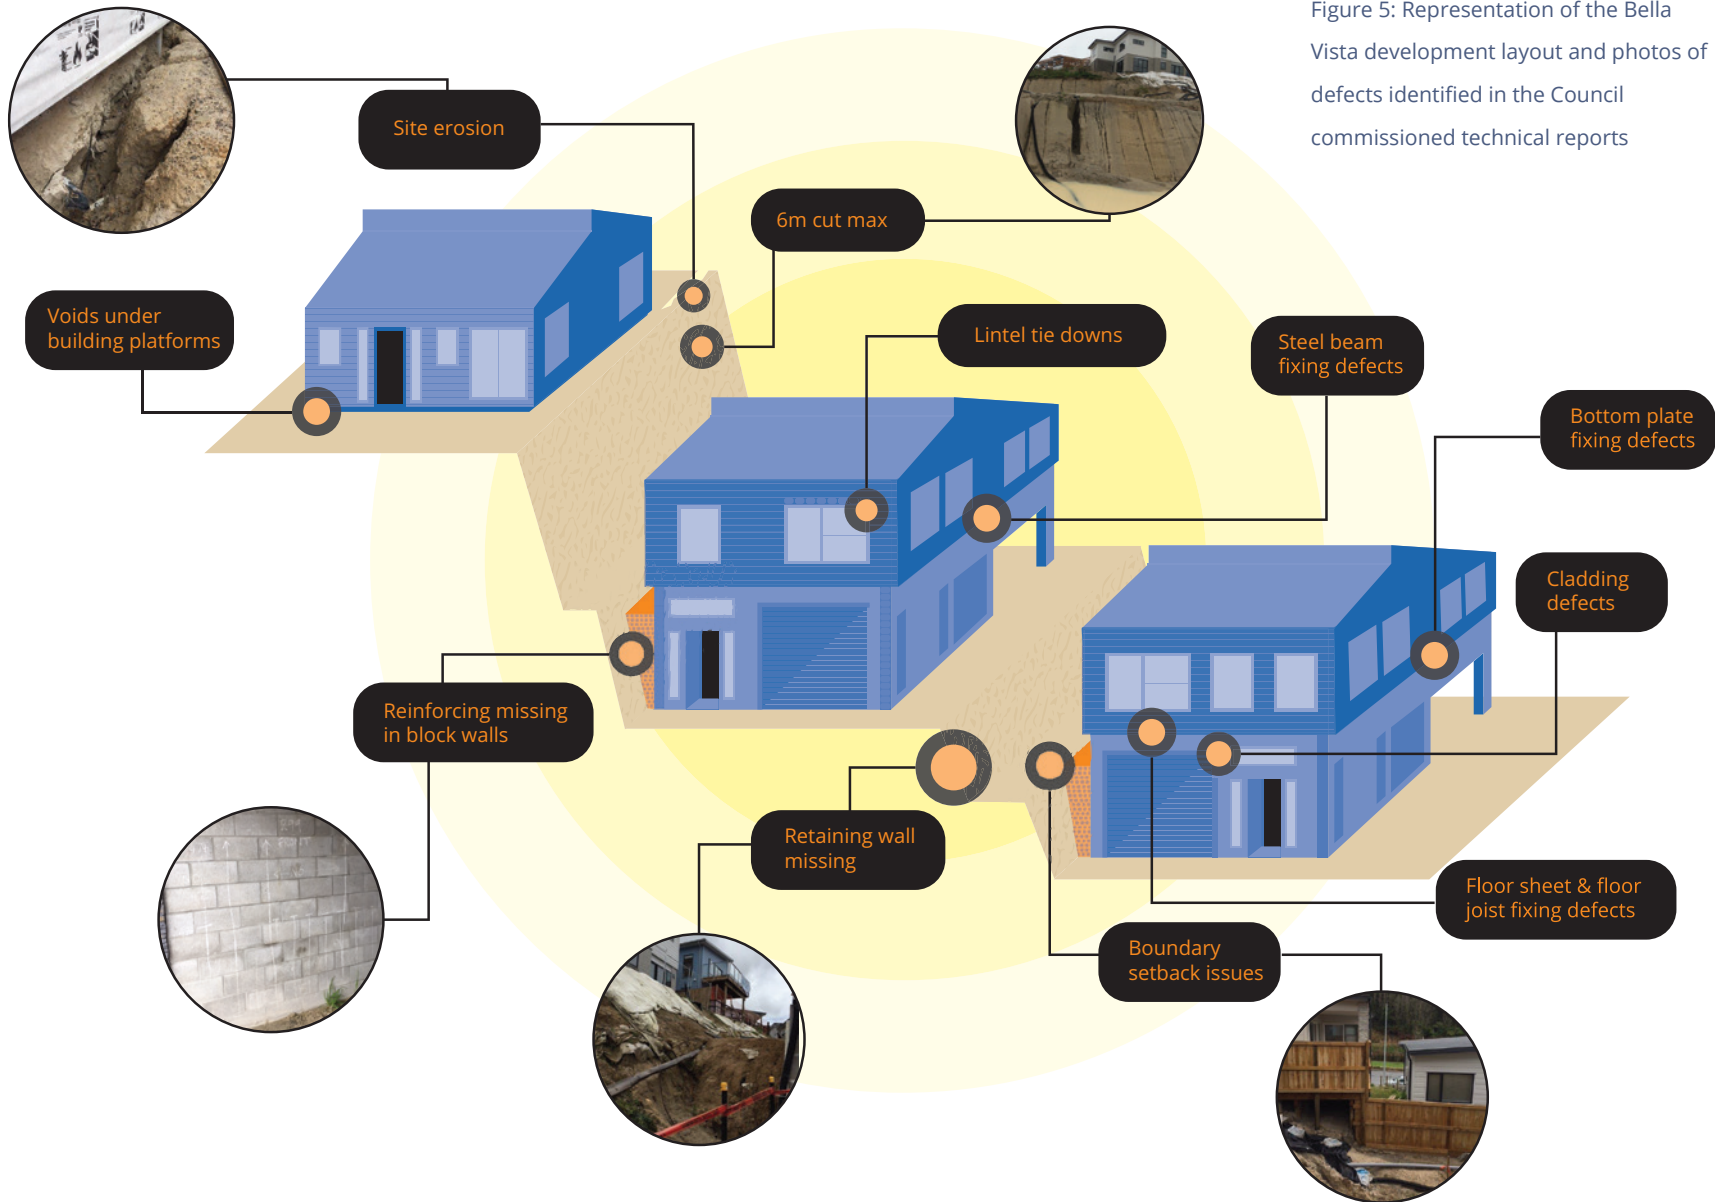 Figure 5: Representation of the Bella
Vista development layout and photos of
defects identified in the Council
commissioned technical reports
Site erosion
6m cut max
Voids under
building platforms
Lintel tie downs
Steel beam
fixing defects
Bottom plate
fixing defects
Cladding
defects
Reinforcing missing
in block walls
Retaining wall
missing
Floor sheet & floor
joist fixing defects
Boundary
setback issues